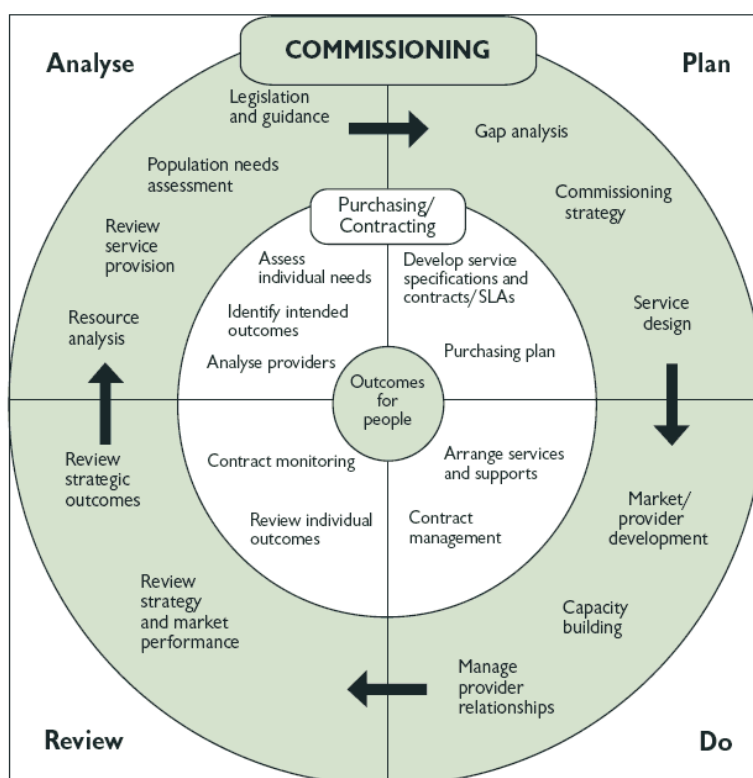 COMMISSIONING
Analyse
Plan
Legislation
and guidance
Gap analysis
Population needs
assessment
Commissioning
strategy
Review
service
provision
Purchasing/
Contracting
Assess
individual needs
Develop service
specifications and
contracts/SLAs
Identify intended
outcomes
Resource
analysis
Service
design
Analyse providers
Purchasing plan
Outcomes
for
people
Review
strategic
outcomes
Contract monitoring
Arrange services
and supports
Market/
provider
development
Review individual
outcomes
Contract
management
Review
strategy
and market
performance
Capacity
building
Manage
provider
relationships
Review
Do